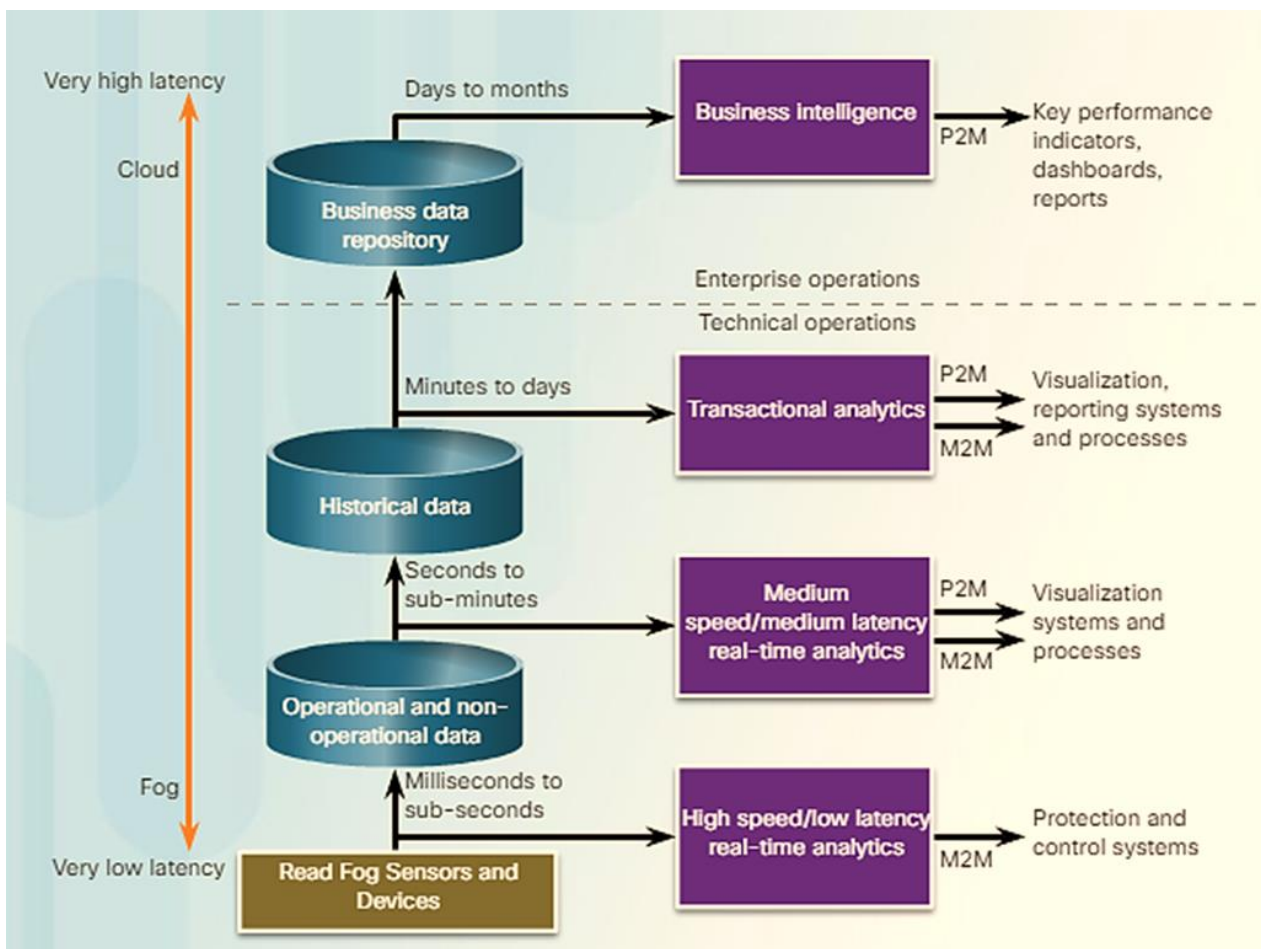 Very high latency
Cloud
Days to months
Business intelligence
P2M
Key performance
indicators,
dashboards,
reports
Business data
repository
Enterprise operations
Technical operations
Minutes to days
Transactional analytics
P2M
M2M
Visualization,
reporting systems
and processes
Historical data
Seconds to
sub-minutes
Medium
speed/medium latency
real-time analytics
P2M
M2M
Visualization
systems and
processes
Operational and non-
operational data
Fog
Very low latency
Milliseconds to
sub-seconds
High speed/low latency
real-time analytics
M2M
Protection and
control systems
Read Fog Sensors and
Devices